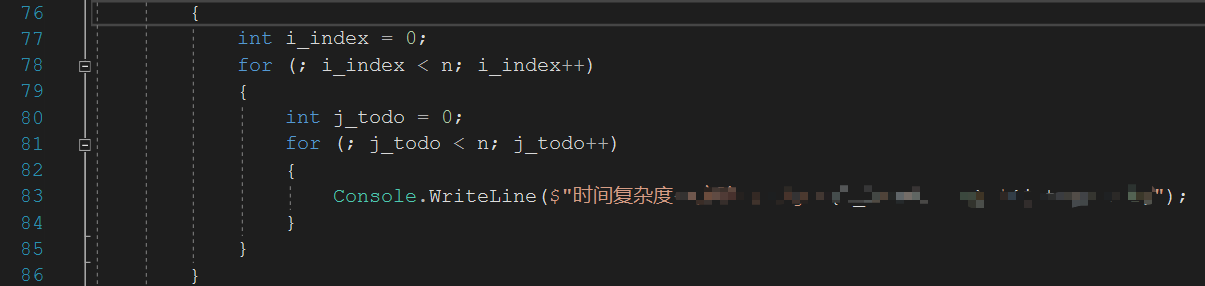 76 {
77 int i_index = 0;
78 for (; i_index < n; i_index++)
79 {
80 int j_todo = 0;
81 for (; j_todo < n; j_todo++)
82 {
83 Console.WriteLine($"时间复杂度 ");
84 }
85 }
86 }